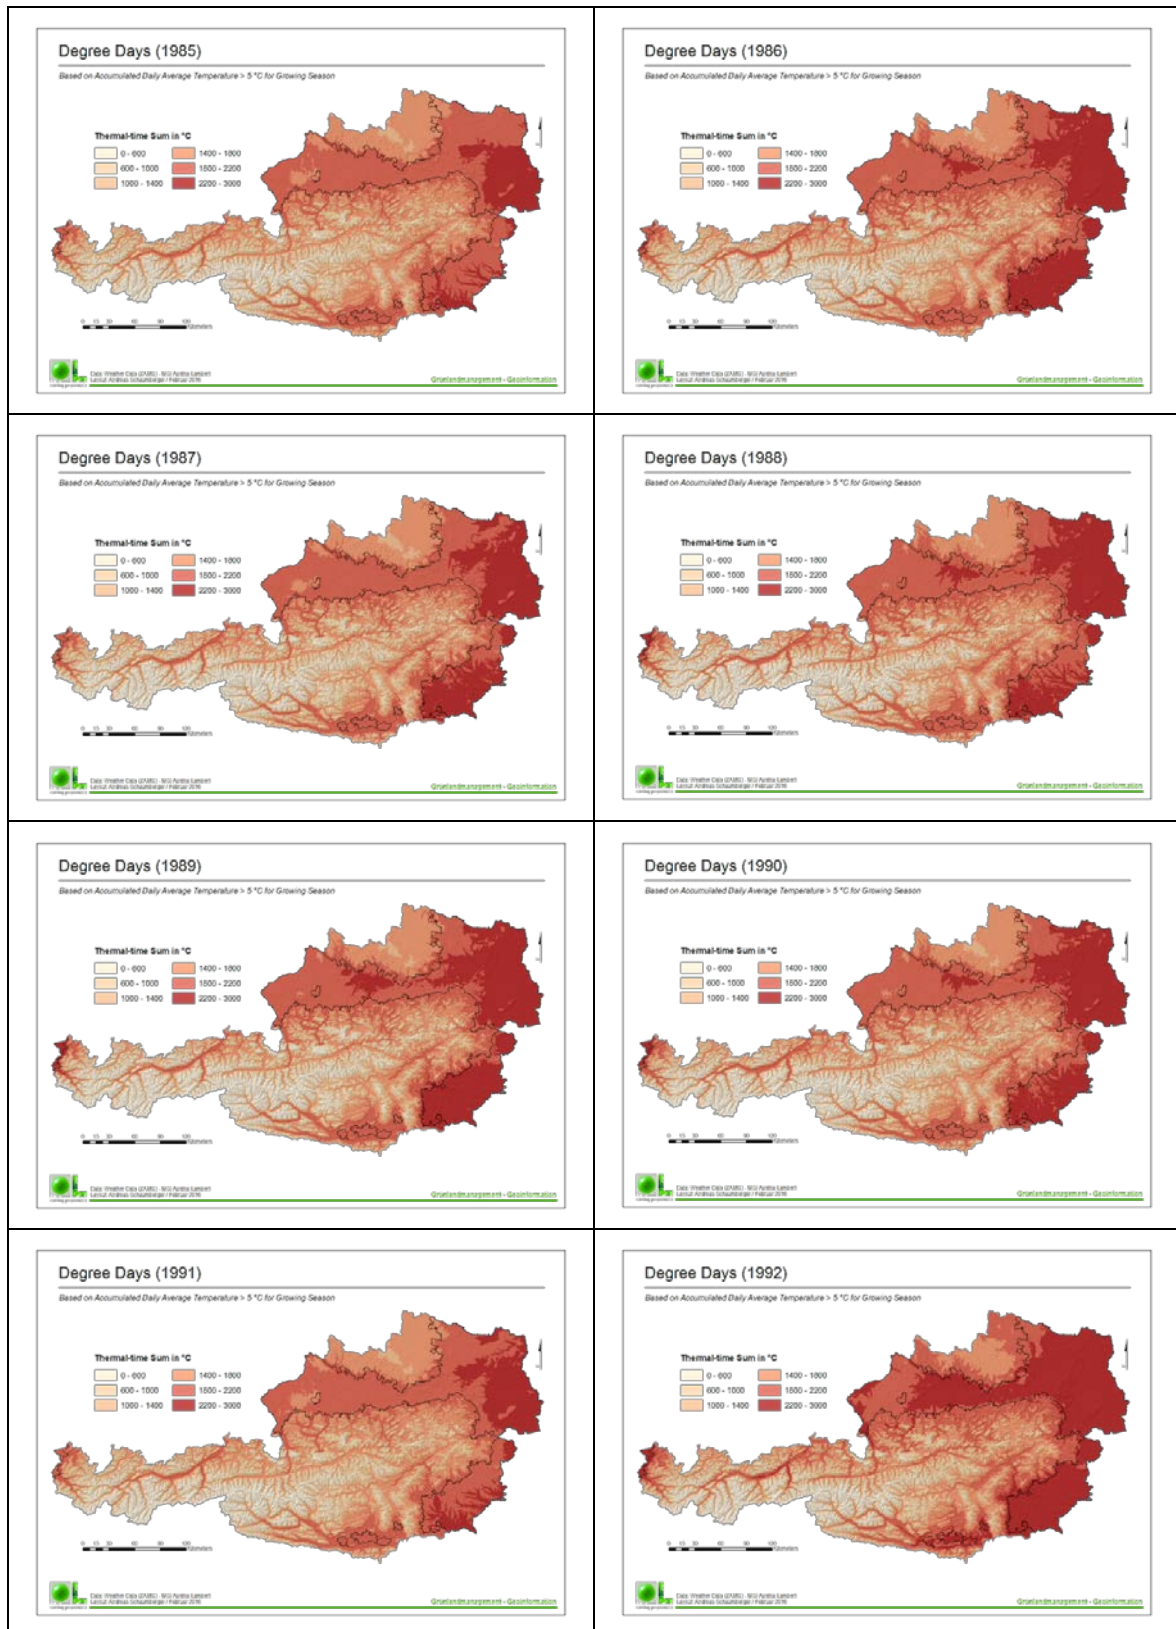 Degree Days (1985)
Based on Accumulated Daily Average Temperature > 5 °C for Growing Season
Thermal-time Sum in °C
0 - 600
600 - 1000
1000 - 1400
1400 - 1800
1800 - 2200
2200 - 3000
Grünlandmanagement - Geoinformation
Degree Days (1986)
Based on Accumulated Daily Average Temperature > 5 °C for Growing Season
Thermal-time Sum in °C
0 - 600
600 - 1000
1000 - 1400
1400 - 1800
1800 - 2200
2200 - 3000
Grünlandmanagement - Geoinformation
Degree Days (1987)
Based on Accumulated Daily Average Temperature > 5 °C for Growing Season
Thermal-time Sum in °C
0 - 600
600 - 1000
1000 - 1400
1400 - 1800
1800 - 2200
2200 - 3000
Grünlandmanagement - Geoinformation
Degree Days (1988)
Based on Accumulated Daily Average Temperature > 5 °C for Growing Season
Thermal-time Sum in °C
0 - 600
600 - 1000
1000 - 1400
1400 - 1800
1800 - 2200
2200 - 3000
Grünlandmanagement - Geoinformation
Degree Days (1989)
Based on Accumulated Daily Average Temperature > 5 °C for Growing Season
Thermal-time Sum in °C
0 - 600
600 - 1000
1000 - 1400
1400 - 1800
1800 - 2200
2200 - 3000
Grünlandmanagement - Geoinformation
Degree Days (1990)
Based on Accumulated Daily Average Temperature > 5 °C for Growing Season
Thermal-time Sum in °C
0 - 600
600 - 1000
1000 - 1400
1400 - 1800
1800 - 2200
2200 - 3000
Grünlandmanagement - Geoinformation
Degree Days (1991)
Based on Accumulated Daily Average Temperature > 5 °C for Growing Season
Thermal-time Sum in °C
0 - 600
600 - 1000
1000 - 1400
1400 - 1800
1800 - 2200
2200 - 3000
Grünlandmanagement - Geoinformation
Degree Days (1992)
Based on Accumulated Daily Average Temperature > 5 °C for Growing Season
Thermal-time Sum in °C
0 - 600
600 - 1000
1000 - 1400
1400 - 1800
1800 - 2200
2200 - 3000
Grünlandmanagement - Geoinformation